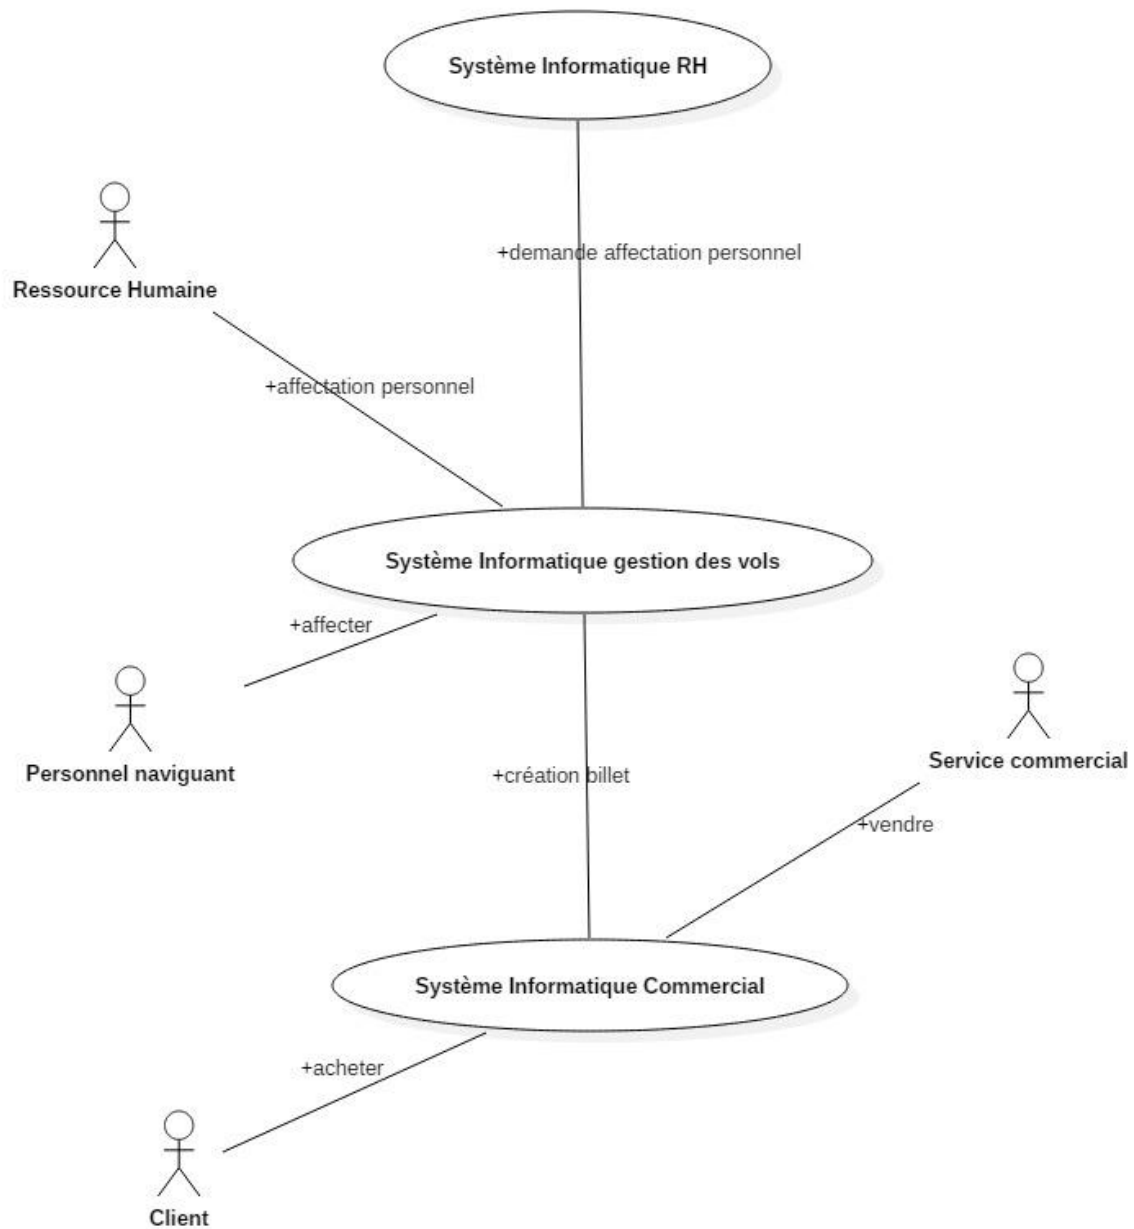 Système Informatique RH
+demande affectation personnel
Ressource Humaine
+affectation personnel
Système Informatique gestion des vols
+affecter
Personnel naviguant
Service commercial
+création billet
+vendre
Système Informatique Commercial
+acheter
Client